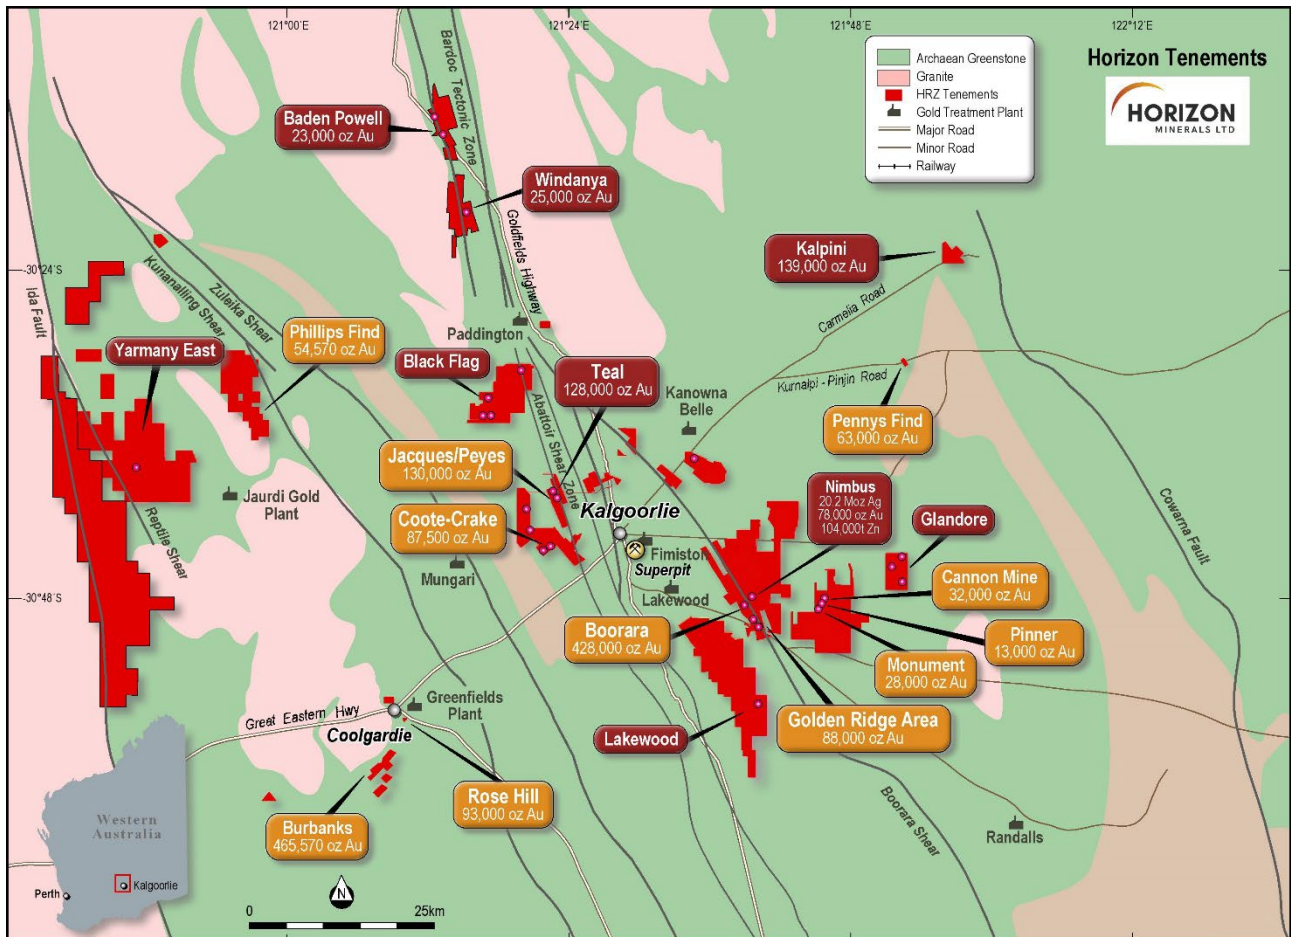 121°00'E
121°24'E
121°48'E
122°12'E
Horizon Tenements
HORIZON
MINERALS LTD
Archaean Greenstone
Granite
HRZ Tenements
Gold Treatment Plant
Major Road
Minor Road
Railway
Bardoc Tectonic Zone
Baden Powell
23,000 oz Au
Windanya
25,000 oz Au
Goldfields Highway
Kalpini
139,000 oz Au
-30°24'S
Ida Fault
Kunanalling Shear
Zuleika Shear
Carmelia Road
Phillips Find
54,570 oz Au
Paddington
Yarmany East
Black Flag
Teal
128,000 oz Au
Kanowna
Belle
Kurnalpi - Pinjin Road
Abattoir Shear Zone
Pennys Find
63,000 oz Au
Jacques/Peyes
130,000 oz Au
Jaurdi Gold
Plant
Reptile Shear
Coote-Crake
87,500 oz Au
Kalgoorlie
Nimbus
20.2 Moz Ag
78,000 oz Au
104,000t Zn
Glandore
Cowarna Fault
Fimiston
Superpit
Mungari
Lakewood
-30°48'S
Cannon Mine
32,000 oz Au
Boorara
428,000 oz Au
Pinner
13,000 oz Au
Monument
28,000 oz Au
Greenfields
Plant
Great Eastern Hwy
Coolgardie
Lakewood
Golden Ridge Area
88,000 oz Au
Rose Hill
93,000 oz Au
Burbanks
465,570 oz Au
Boorara Shear
Randalls
Western
Australia
Perth
Kalgoorlie
N
0
25km